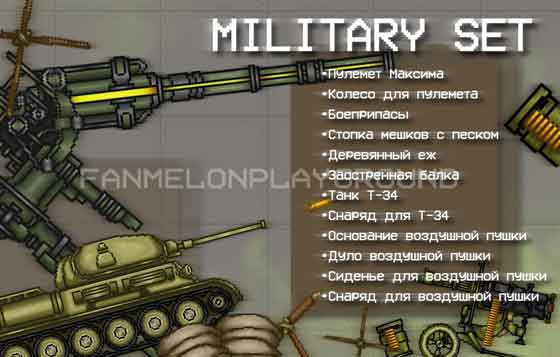 MILITARY SET
•Пулемет Максима
•Колесо для пулемета
•Боеприпасы
•Стопка мешков с песком
•Деревянный еж
•Заостренная балка
•Танк Т-34
FANMELONPLAYGROUND
•Снаряд для Т-34
•Основание воздушной пушки
•Дуло воздушной пушки
•Сиденье для воздушной пушки
•Снаряд для воздушной пушки